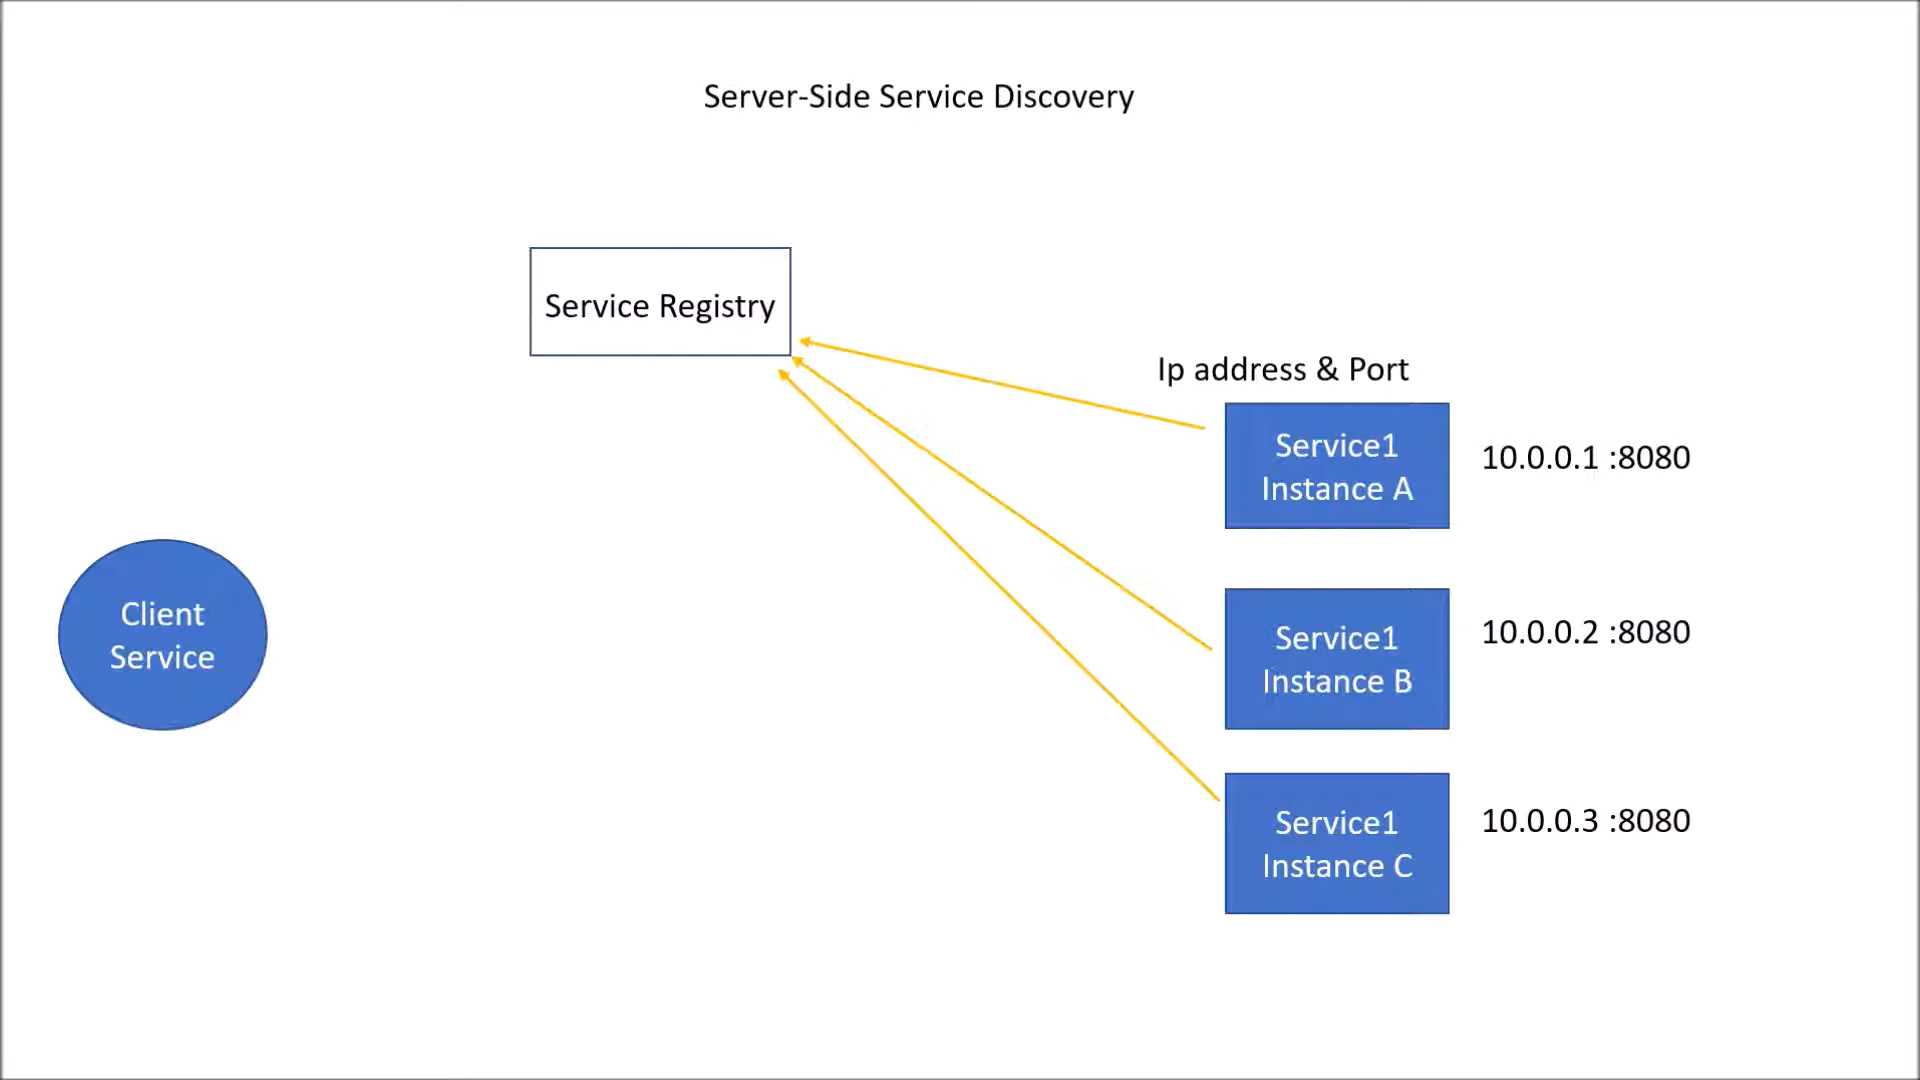 Server-Side Service Discovery
Service Registry
Ip address & Port
Service1
Instance A
10.0.0.1 :8080
Client
Service
Service1
Instance B
10.0.0.2 :8080
Service1
Instance C
10.0.0.3 :8080